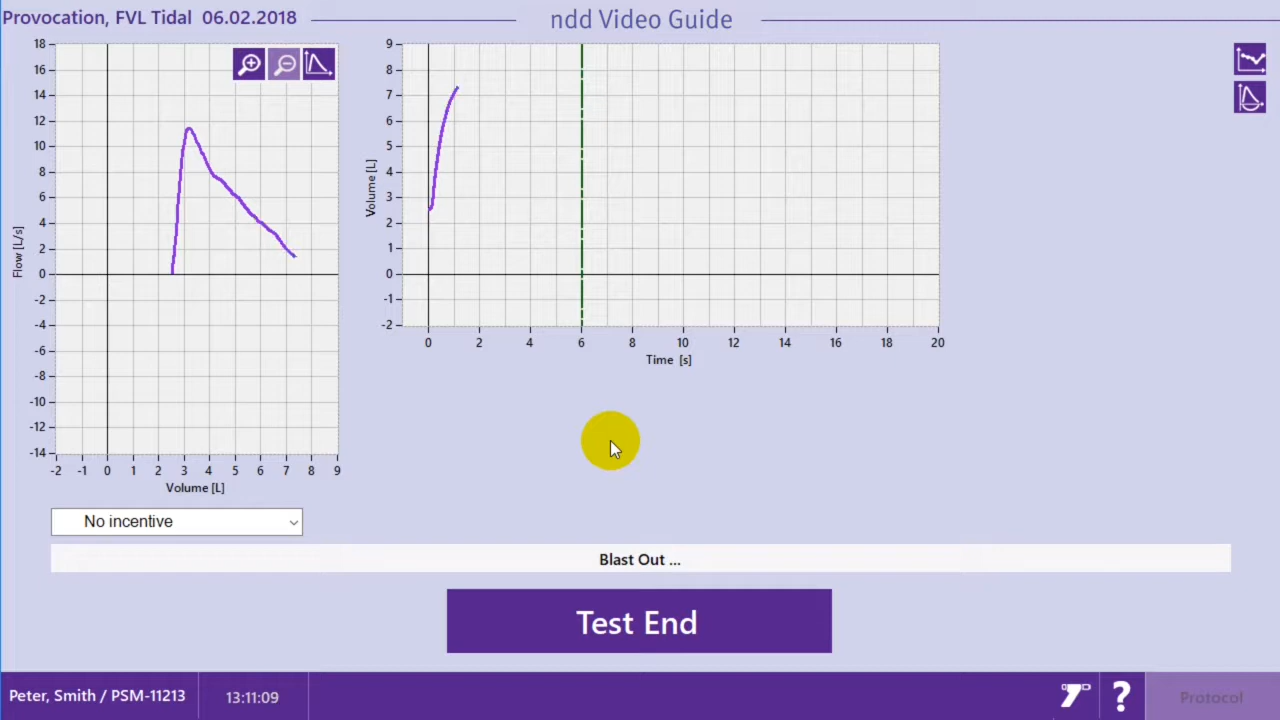 Provocation, FVL Tidal 06.02.2018
ndd Video Guide
18
16
14
12
10
8
6
4
2
0
-2
-4
-6
-8
-10
-12
-14
Flow [L/s]
-2 -1 0 1 2 3 4 5 6 7 8 9
Volume [L]
9
8
7
6
5
4
3
2
1
0
-1
-2
Volume [L]
0 2 4 6 8 10 12 14 16 18 20
Time [s]
No incentive
Blast Out ...
Test End
Peter, Smith / PSM-11213
13:11:09
?
Protocol